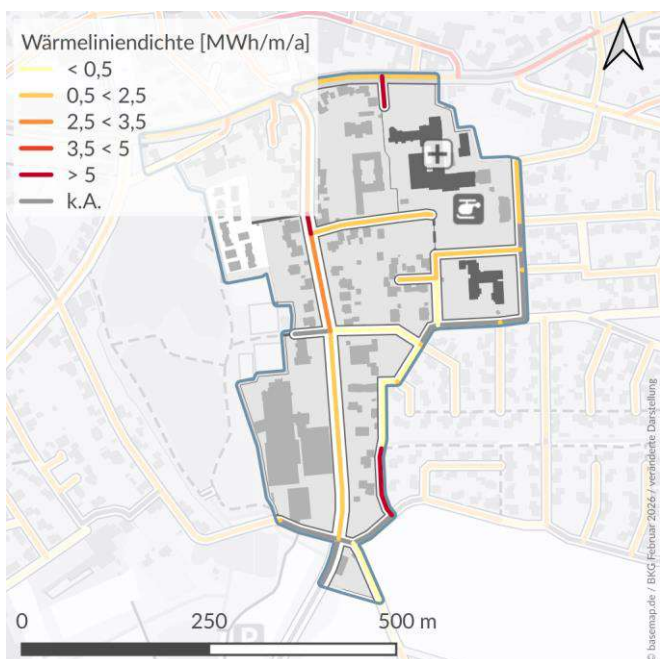 Wärmeliniendichte [MWh/m/a]
< 0,5
0,5 < 2,5
2,5 < 3,5
3,5 < 5
> 5
k.A.
P
0 250 500 m
© basemap.de / BKG Februar 2026 / veränderte Darstellung